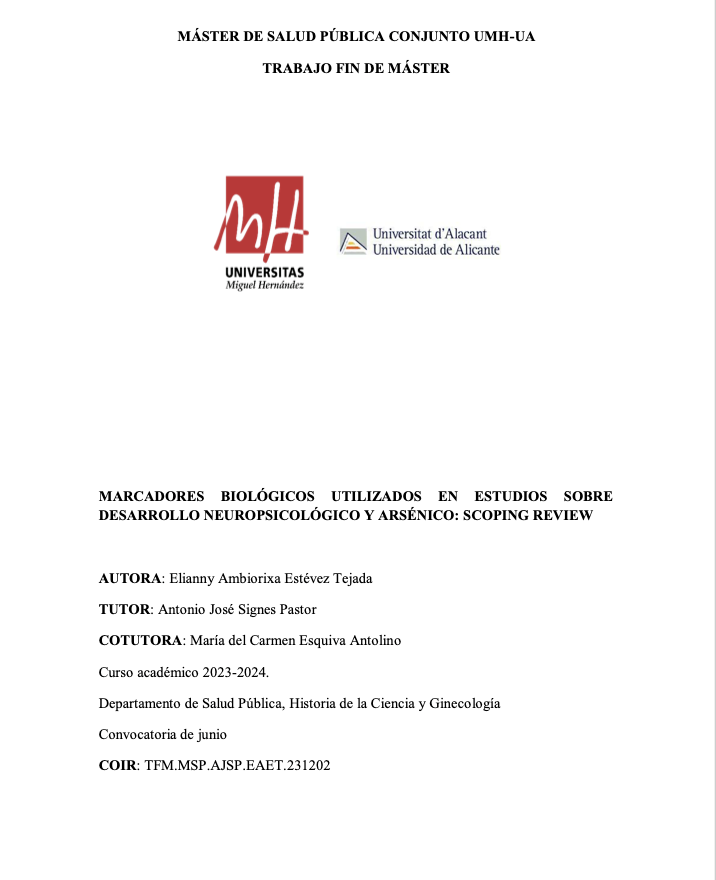 MÁSTER DE SALUD PÚBLICA CONJUNTO UMH-UA
TRABAJO FIN DE MÁSTER
mH
UNIVERSITAS
Miguel Hernández
Universitat d'Alacant
Universidad de Alicante
MARCADORES BIOLÓGICOS UTILIZADOS EN ESTUDIOS SOBRE
DESARROLLO NEUROPSICOLÓGICO Y ARSÉNICO: SCOPING REVIEW
AUTORA: Elianny Ambiorixa Estévez Tejada
TUTOR: Antonio José Signes Pastor
COTUTORA: María del Carmen Esquiva Antolino
Curso académico 2023-2024.
Departamento de Salud Pública, Historia de la Ciencia y Ginecología
Convocatoria de junio
COIR: TFM.MSP.AJSP.EAET.231202